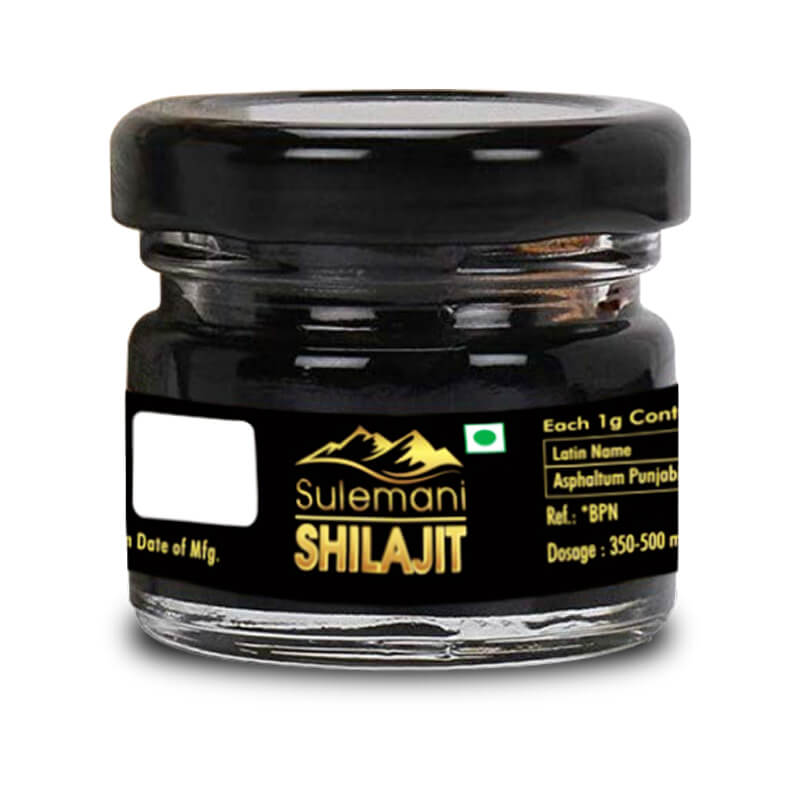 n Date of Mfg.
Sulemani
SHILAJIT
Each 1g Cont
Latin Name
Asphaltum Punjab
Ref.: *BPN
Dosage : 350-500 m